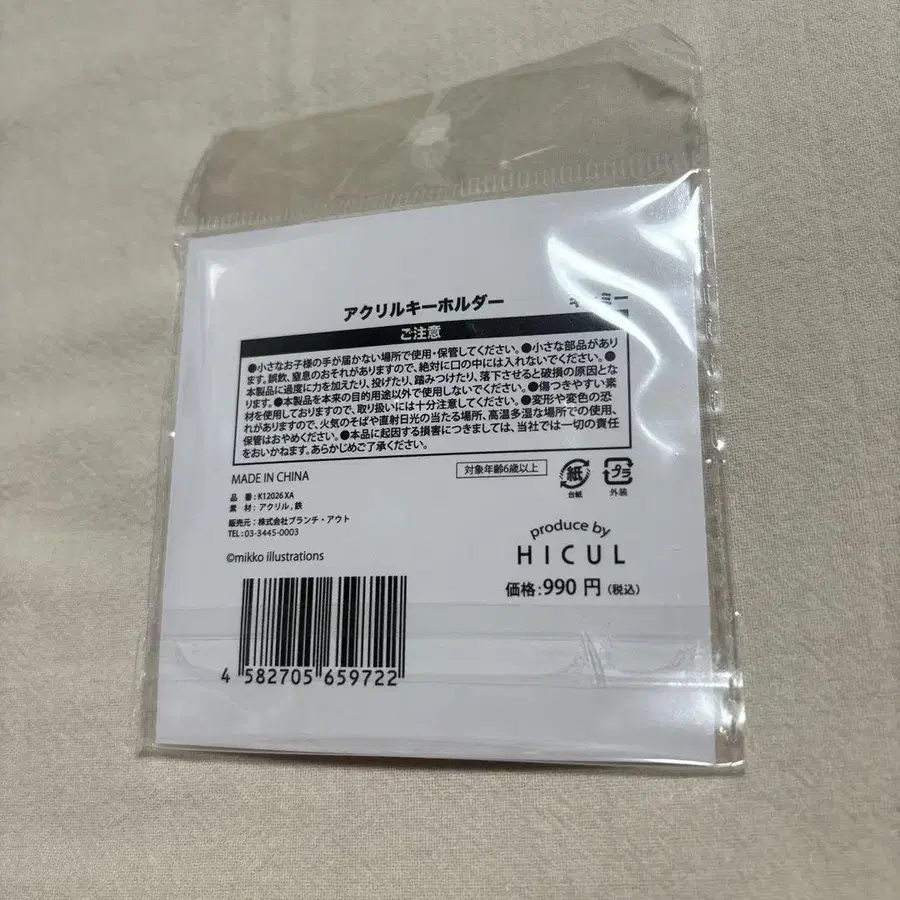 アクリルキーホルダー
ご注意
●小さなお子様の手が届かない場所で使用・保管してください。●小さな部品があり
ます。誤飲、窒息のおそれがありますので、絶対に口の中には入れないでください。●
本製品に過度に力を加えたり、投げたり、踏みつけたり、落下させると破損の原因とな
ります。●本製品を本来の目的用途以外で使用しないでください。●傷つきやすい素
材を使用しておりますので、取り扱いには十分注意してください。●変形や変色の恐
れがありますので、火気のそばや直射日光の当たる場所、高温多湿な場所での使用、
保管はおやめください。●本品に起因する損害につきましては、当社では一切の責任
をおいかねます。あらかじめご了承ください。
MADE IN CHINA
対象年齢6歳以上
紙
台紙
プラ
外装
品 番:K12026 XA
素 材:アクリル,鉄
販売元:株式会社ブランチ・アウト
TEL:03-3445-0003
©mikko illustrations
produce by
HICUL
価格:990 円(税込)
4 582705 659722